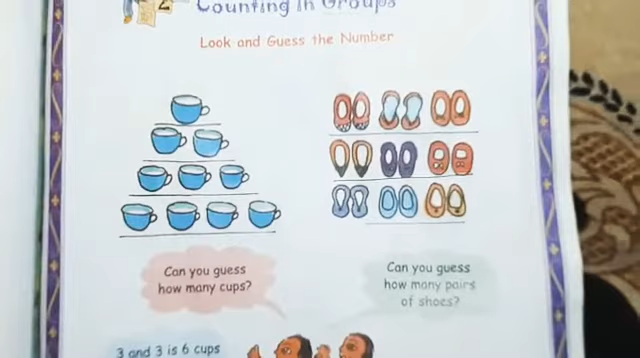 2
Counting in Groups
Look and Guess the Number
Can you guess
how many cups?
Can you guess
how many pairs
of shoes?
3 and 3 is 6 cups